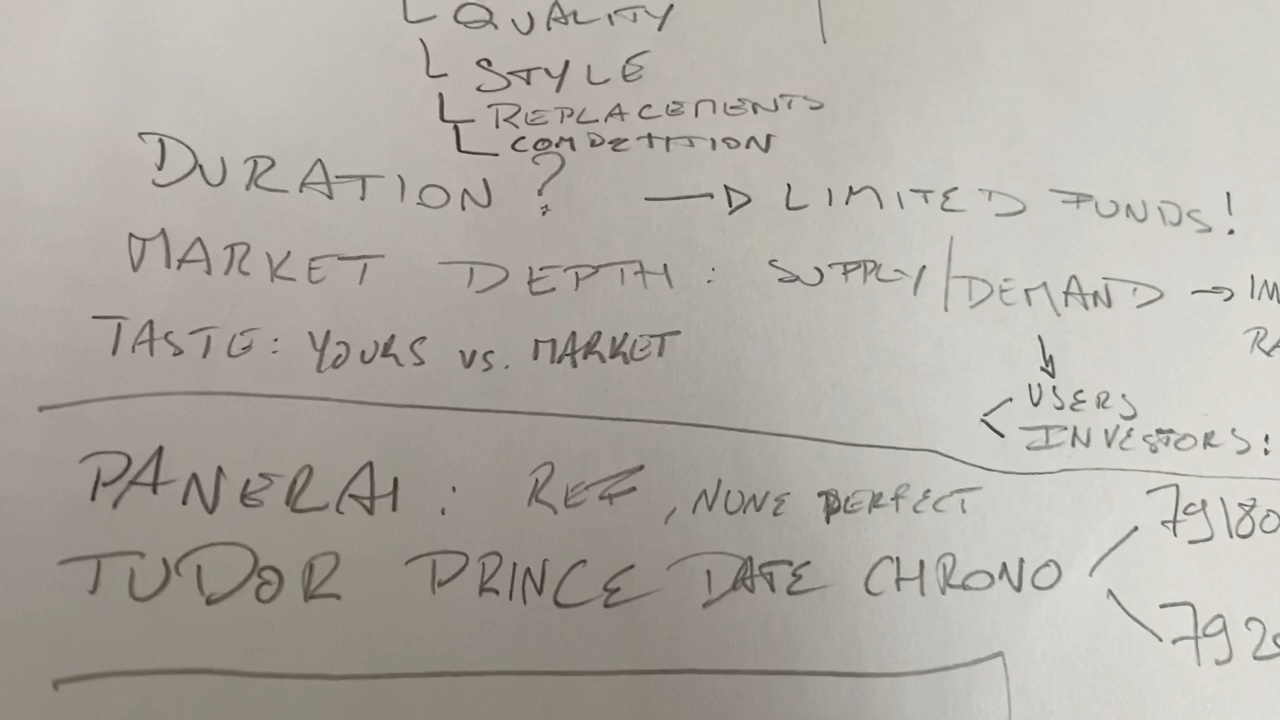 QUALITY
STYLE
REPLACEMENTS
COMPETITION
DURATION? → LIMITED FUNDS!
MARKET DEPTH: SUPPLY/DEMAND →
TASTE: YOURS VS. MARKET
USERS
INVESTORS:
PANERAI: REF, NONE PERFECT
79180
TUDOR PRINCE DATE CHRONO